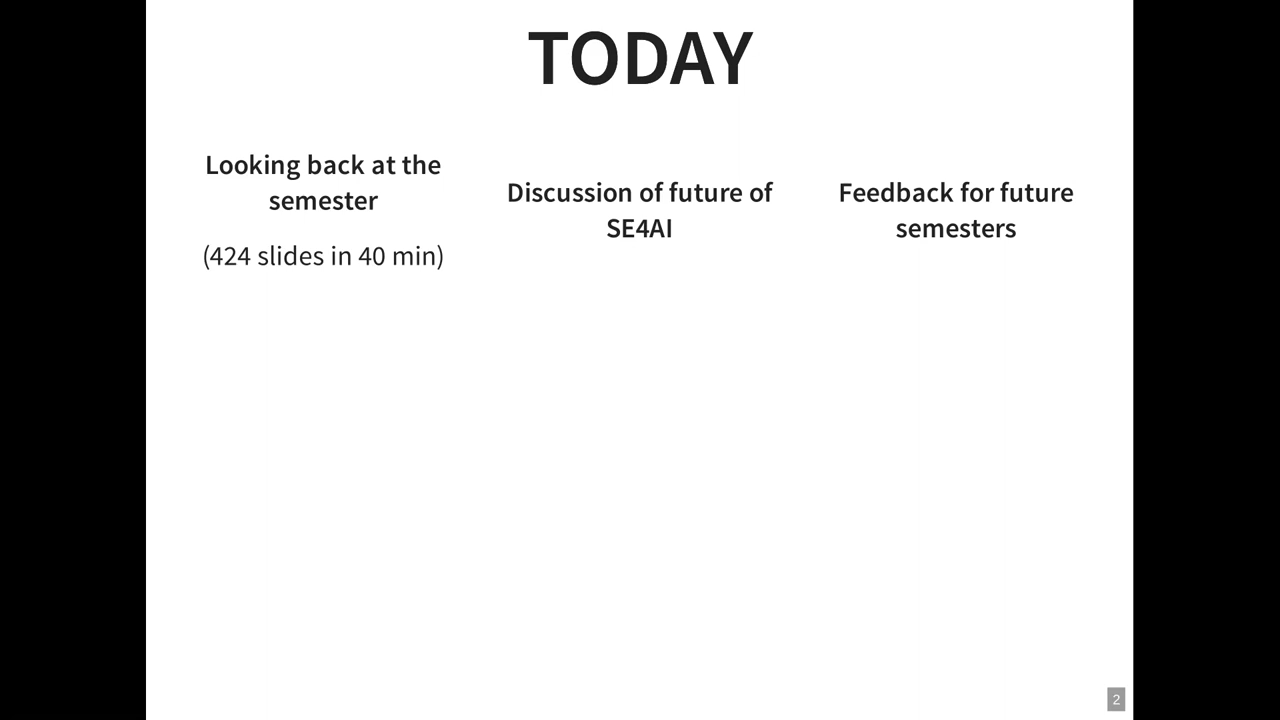 TODAY
Looking back at the
semester
(424 slides in 40 min)
Discussion of future of
SE4AI
Feedback for future
semesters
2